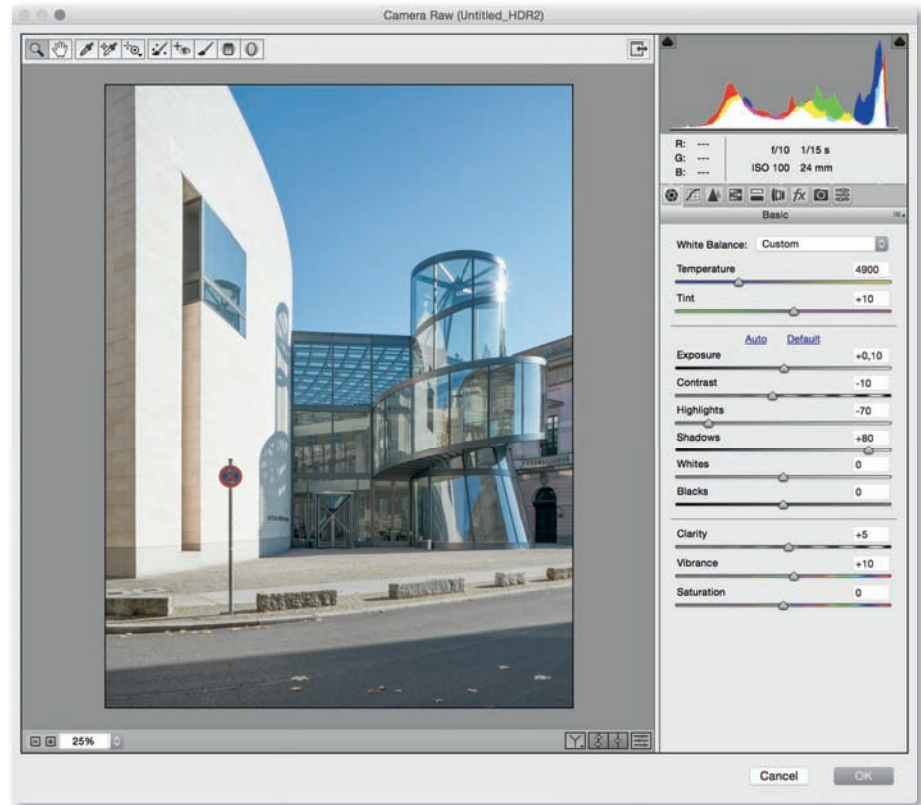 Camera Raw (Untitled_HDR2)
R: ---
G: ---
B: ---
f/10 1/15 s
ISO 100 24 mm
fx
Basic
White Balance: Custom
Temperature 4900
Tint +10
Auto Default
Exposure +0,10
Contrast -10
Highlights -70
Shadows +80
Whites 0
Blacks 0
Clarity +5
Vibrance +10
Saturation 0
25%
Y
Cancel OK